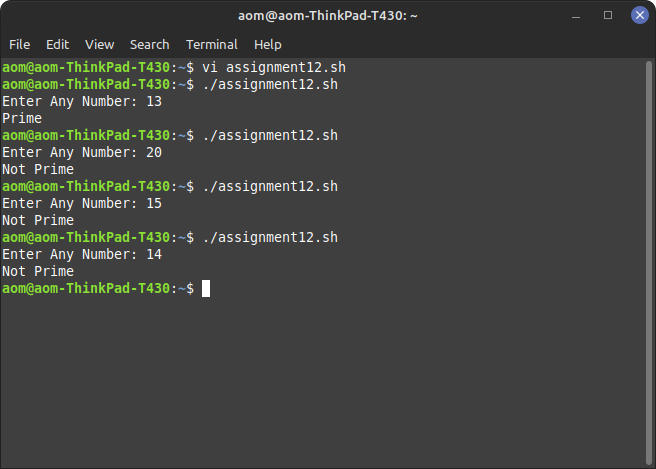 aom@aom-ThinkPad-T430: ~
File Edit View Search Terminal Help
aom@aom-ThinkPad-T430:~$ vi assignment12.sh
aom@aom-ThinkPad-T430:~$ ./assignment12.sh
Enter Any Number: 13
Prime
aom@aom-ThinkPad-T430:~$ ./assignment12.sh
Enter Any Number: 20
Not Prime
aom@aom-ThinkPad-T430:~$ ./assignment12.sh
Enter Any Number: 15
Not Prime
aom@aom-ThinkPad-T430:~$ ./assignment12.sh
Enter Any Number: 14
Not Prime
aom@aom-ThinkPad-T430:~$